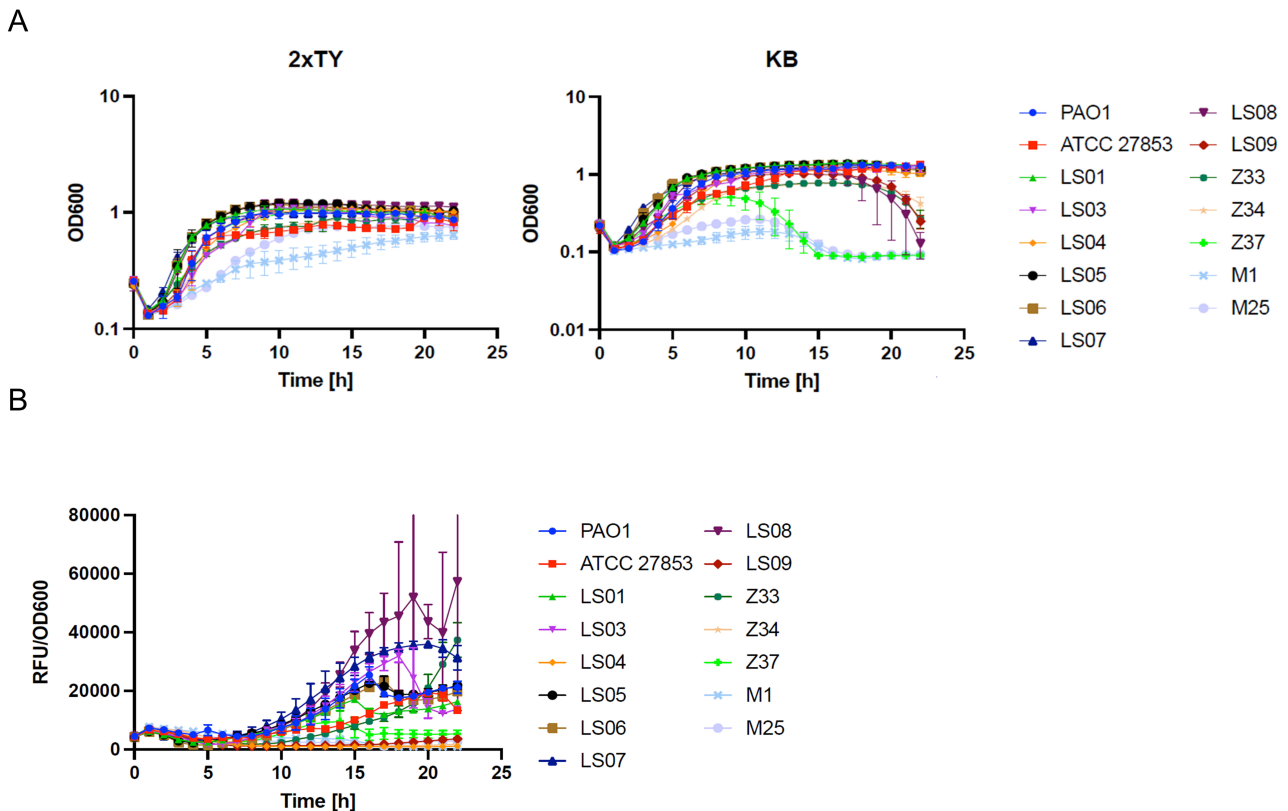 A
2xTY
OD600
10
1
0.1
0 5 10 15 20 25
Time [h]
KB
OD600
10
1
0.1
0.01
0 5 10 15 20 25
Time [h]
PAO1
ATCC 27853
LS01
LS03
LS04
LS05
LS06
LS07
LS08
LS09
Z33
Z34
Z37
M1
M25
B
RFU/OD600
80000
60000
40000
20000
0
0 5 10 15 20 25
Time [h]
PAO1
ATCC 27853
LS01
LS03
LS04
LS05
LS06
LS07
LS08
LS09
Z33
Z34
Z37
M1
M25